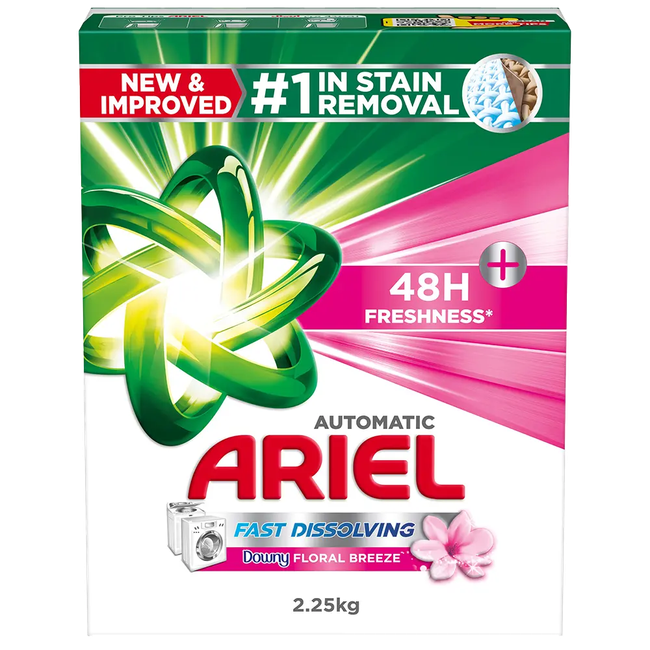 NEW &
IMPROVED
#1 IN STAIN
REMOVAL
48H +
FRESHNESS*
AUTOMATIC
ARIEL
FAST DISSOLVING
Downy FLORAL BREEZE
2.25kg